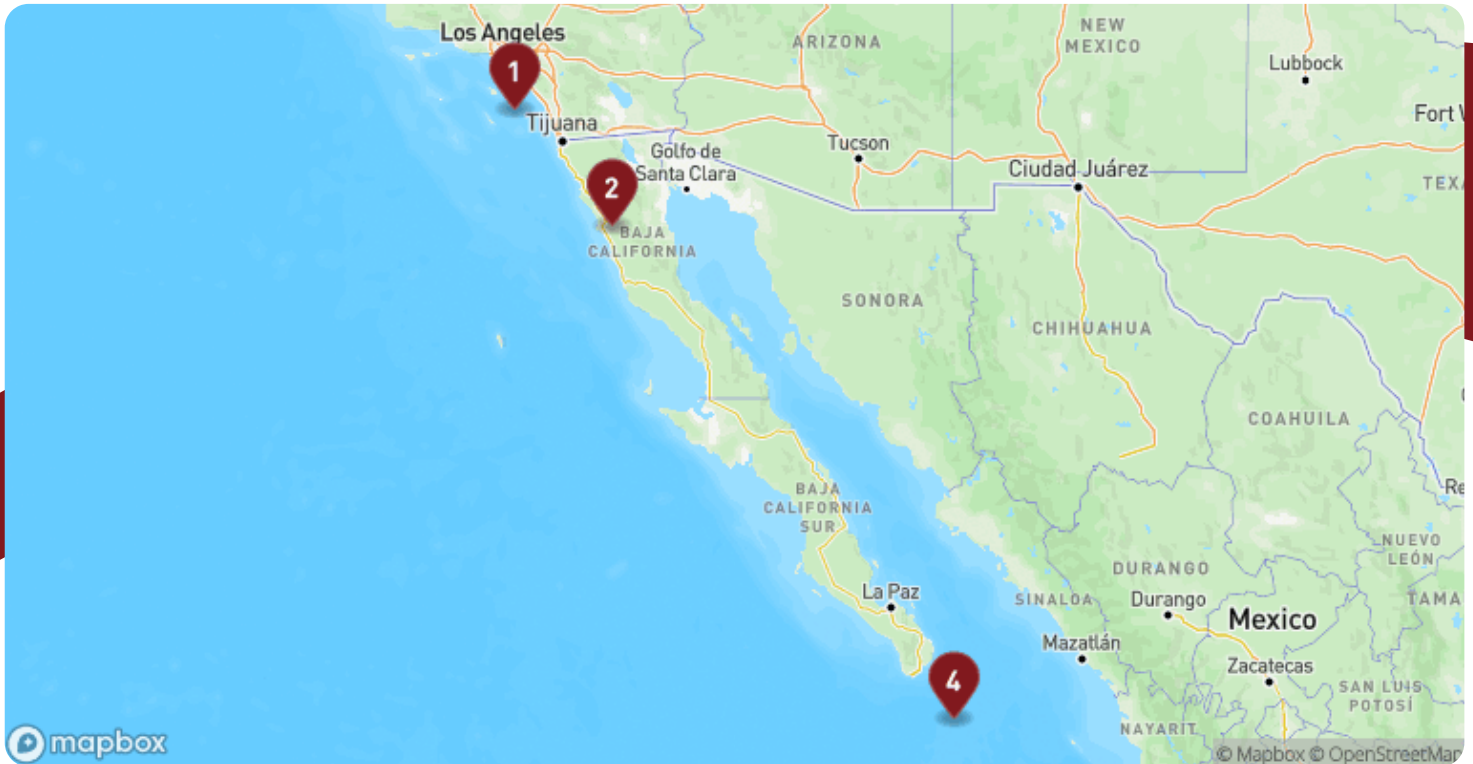 Los Angeles
1
Tijuana
ARIZONA
NEW
MEXICO
Lubbock
Fort
Tucson
Golfo de
Santa Clara
Ciudad Juárez
TEXA
2
BAJA
CALIFORNIA
SONORA
CHIHUAHUA
COAHUILA
BAJA
CALIFORNIA
SUR
Re
NUEVO
LEÓN
DURANGO
La Paz
SINALOA
Durango
Mexico
TAMA
Mazatlán
Zacatecas
4
SAN LUIS
POTOSÍ
NAYARIT
mapbox
© Mapbox © OpenStreetMap